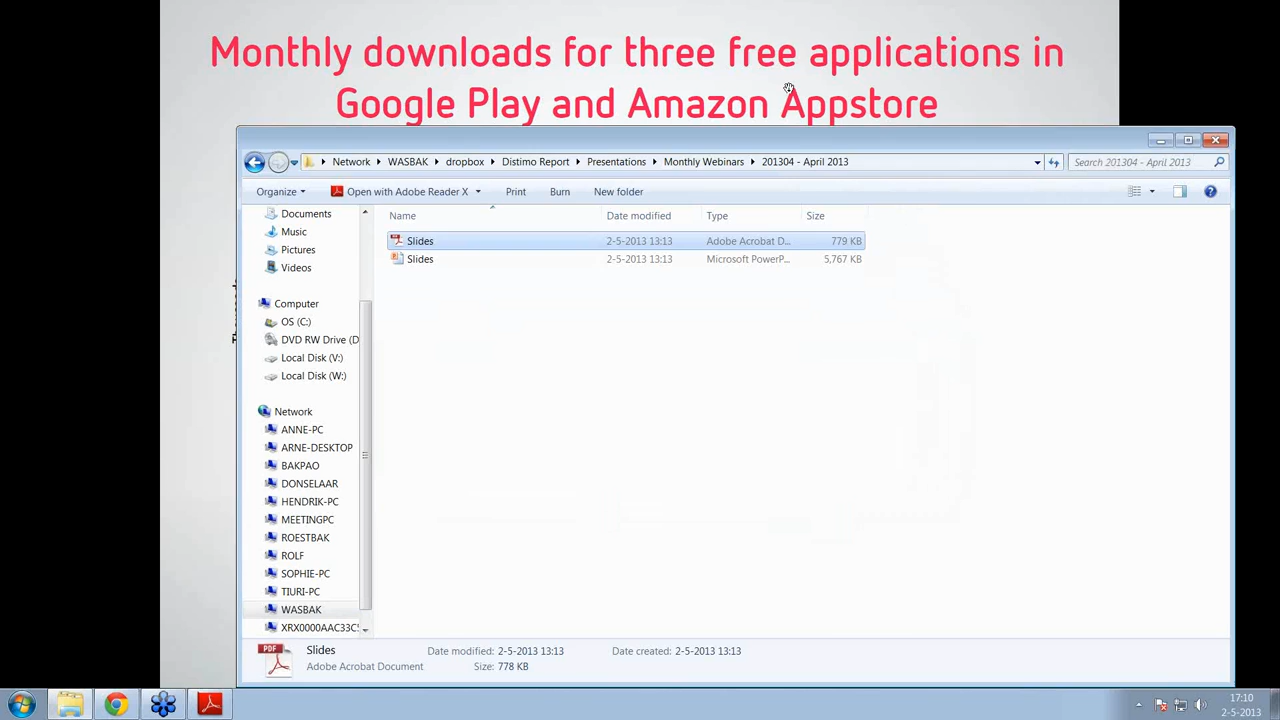 Monthly downloads for three free applications in
Google Play and Amazon Appstore
Network WASBAK dropbox Distimo Report Presentations Monthly Webinars 201304 - April 2013
Search 201304 - April 2013
Organize Open with Adobe Reader X Print Burn New folder
Name Date modified Type Size
Slides 2-5-2013 13:13 Adobe Acrobat D... 779 KB
Slides 2-5-2013 13:13 Microsoft PowerP... 5,767 KB
Documents
Music
Pictures
Videos
Computer
OS (C:)
DVD RW Drive (D
Local Disk (V:)
Local Disk (W:)
Network
ANNE-PC
ARNE-DESKTOP
BAKPAO
DONSELAAR
HENDRIK-PC
MEETINGPC
ROESTBAK
ROLF
SOPHIE-PC
TIURI-PC
WASBAK
XRX0000AAC33C5
PDF
Slides Date modified: 2-5-2013 13:13 Date created: 2-5-2013 13:13
Adobe Acrobat Document Size: 778 KB
17:10
2-5-2013